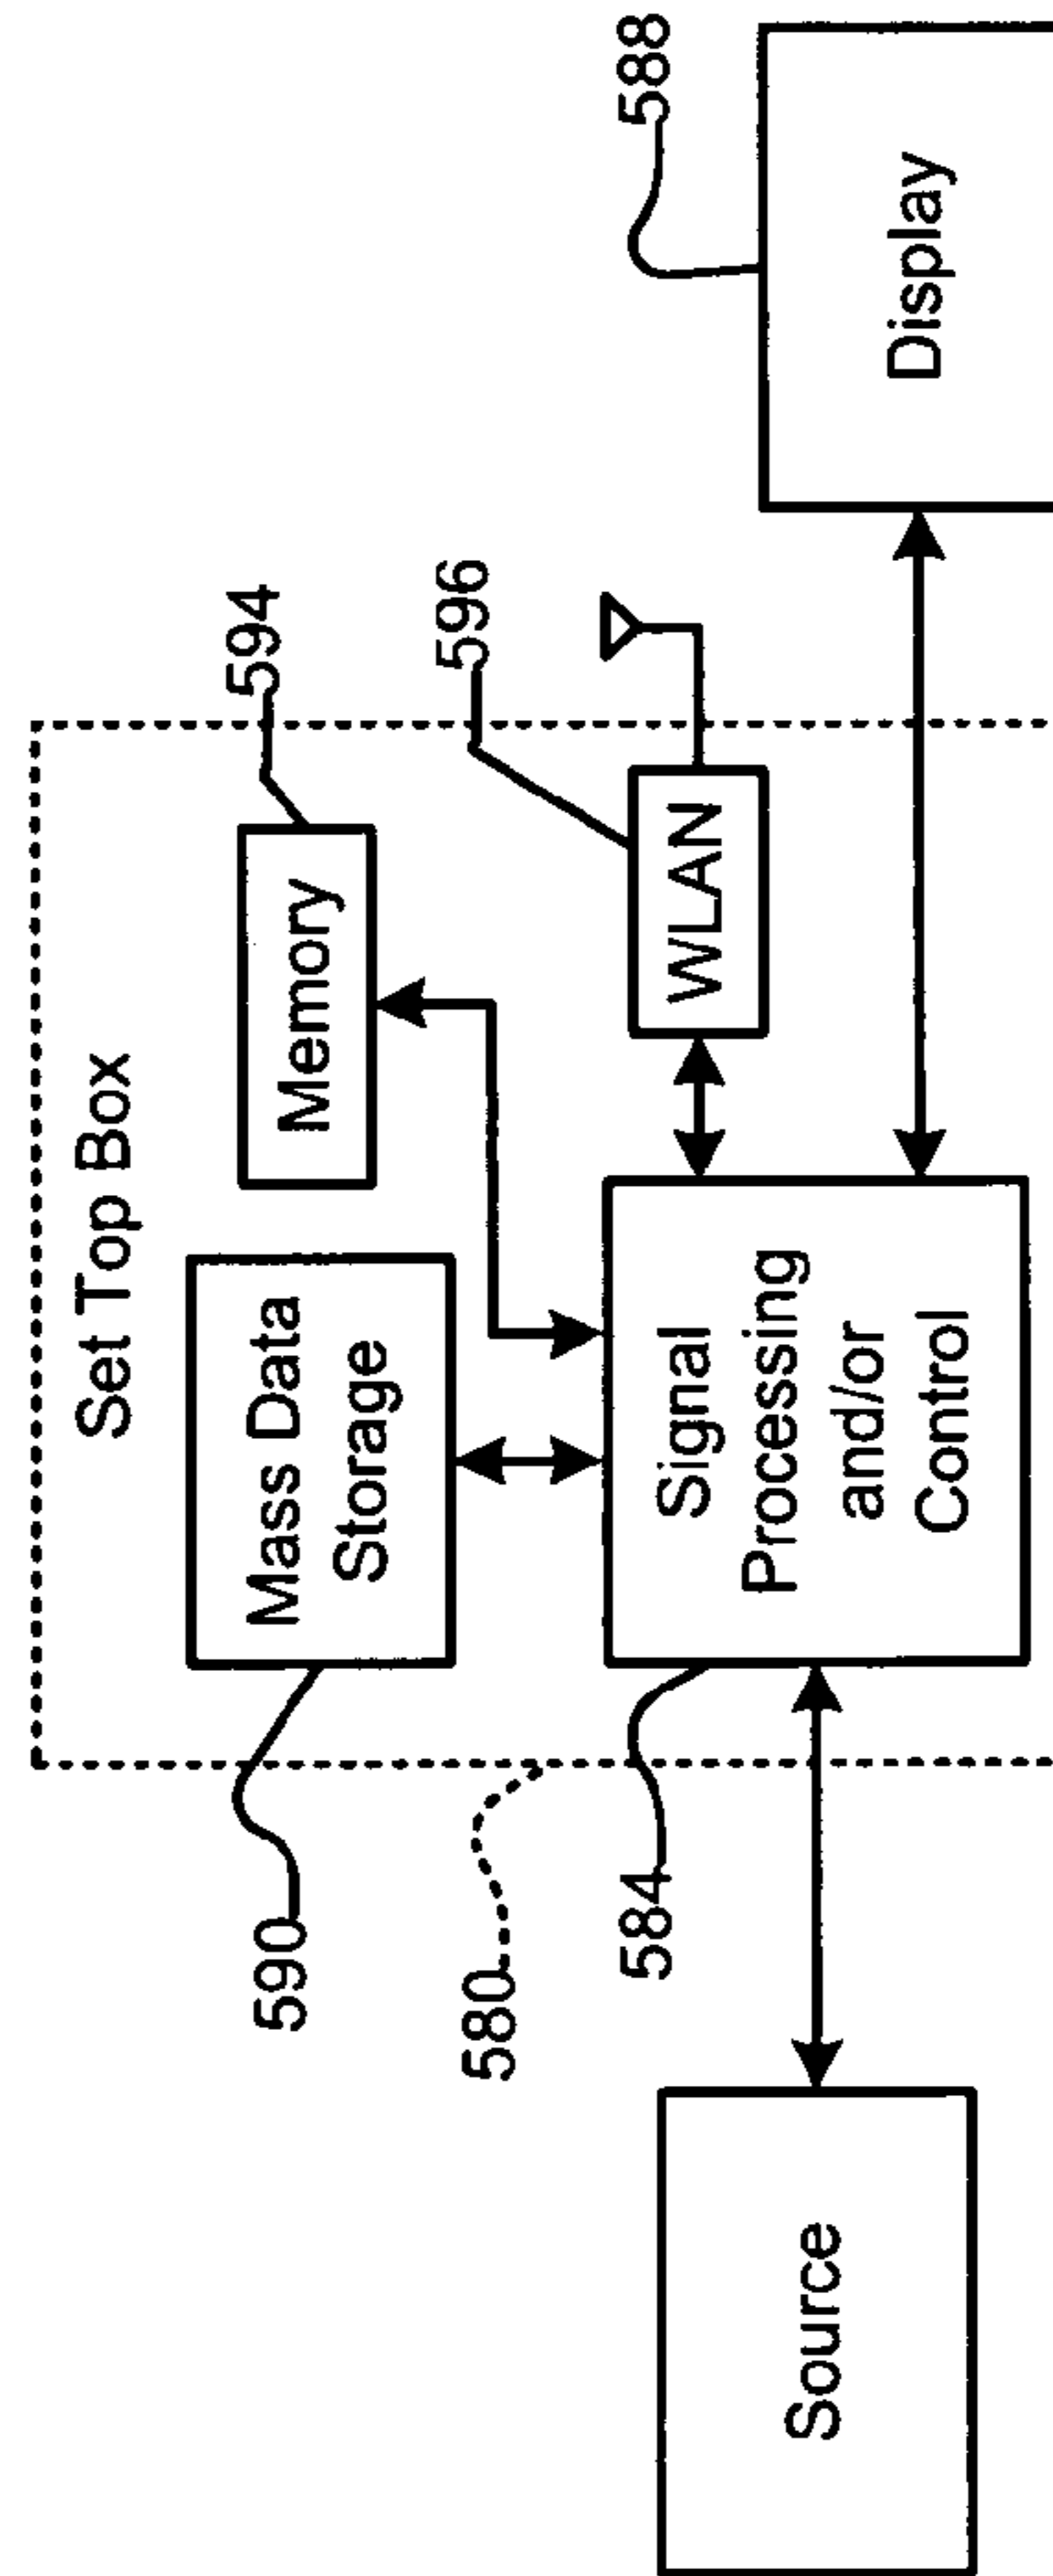 Set Top Box
590
Mass Data
Storage
Memory
594
580
596
WLAN
584
Signal
Processing
and/or
Control
588
Source
Display